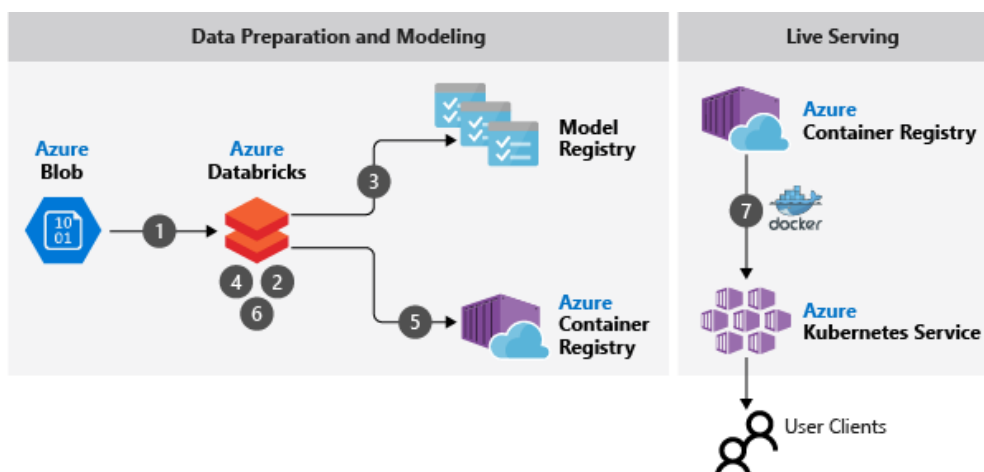 Data Preparation and Modeling
Live Serving
Azure
Blob
10
01
1
Azure
Databricks
4
2
6
3
Model
Registry
5
Azure
Container
Registry
Azure
Container Registry
7
docker
Azure
Kubernetes Service
User Clients